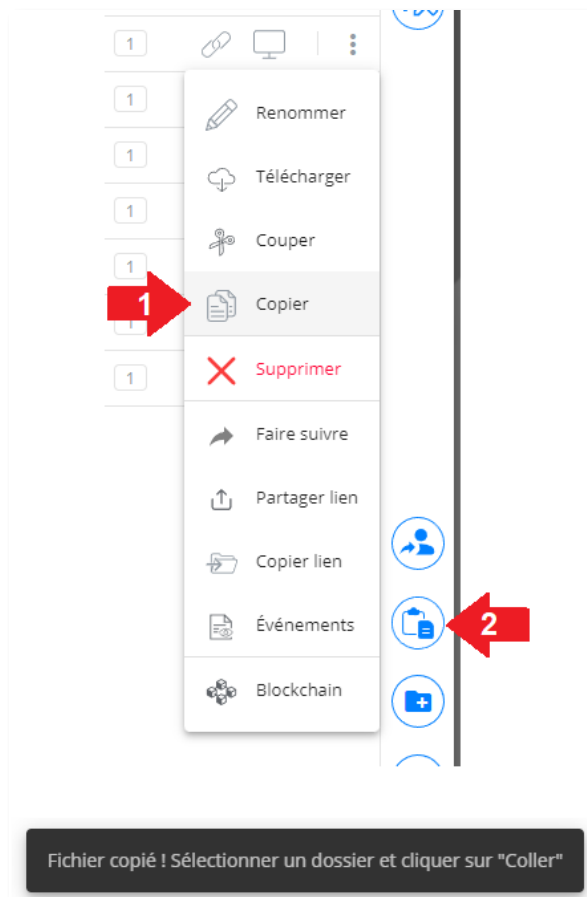 1
1
1
1
1
1
1
Renommer
Télécharger
Couper
1
Copier
Supprimer
Faire suivre
Partager lien
Copier lien
Événements
2
Blockchain
Fichier copié ! Sélectionner un dossier et cliquer sur "Coller"